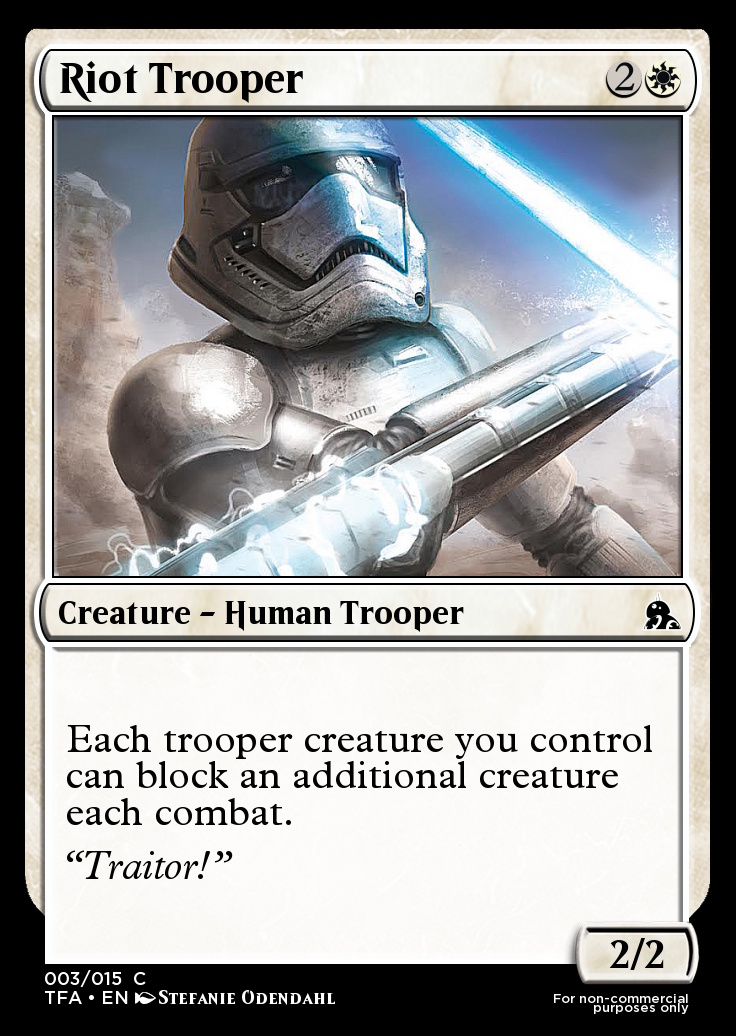 Riot Trooper 2
Creature – Human Trooper
Each trooper creature you control
can block an additional creature
each combat.
“Traitor!”
2/2
003/015 C
TFA • EN Stefanie Odendahl
For non-commercial
purposes only